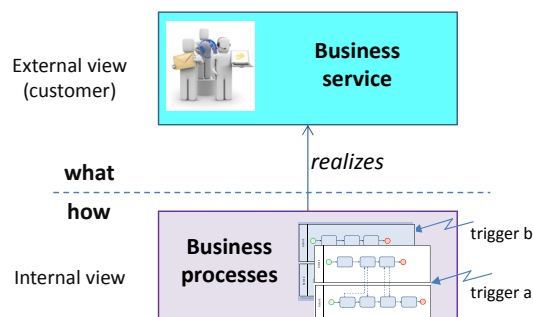 External view
(customer)
Business
service
realizes
what
how
Business
processes
trigger b
Internal view
trigger a